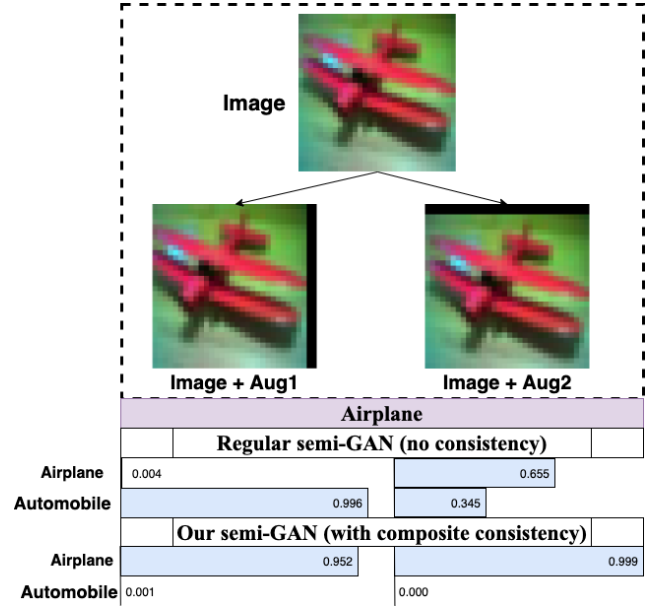 Image
Image + Aug1 Image + Aug2
Airplane
Regular semi-GAN (no consistency)
Airplane 0.004 0.655
Automobile 0.996 0.345
Our semi-GAN (with composite consistency)
Airplane 0.952 0.999
Automobile 0.001 0.000